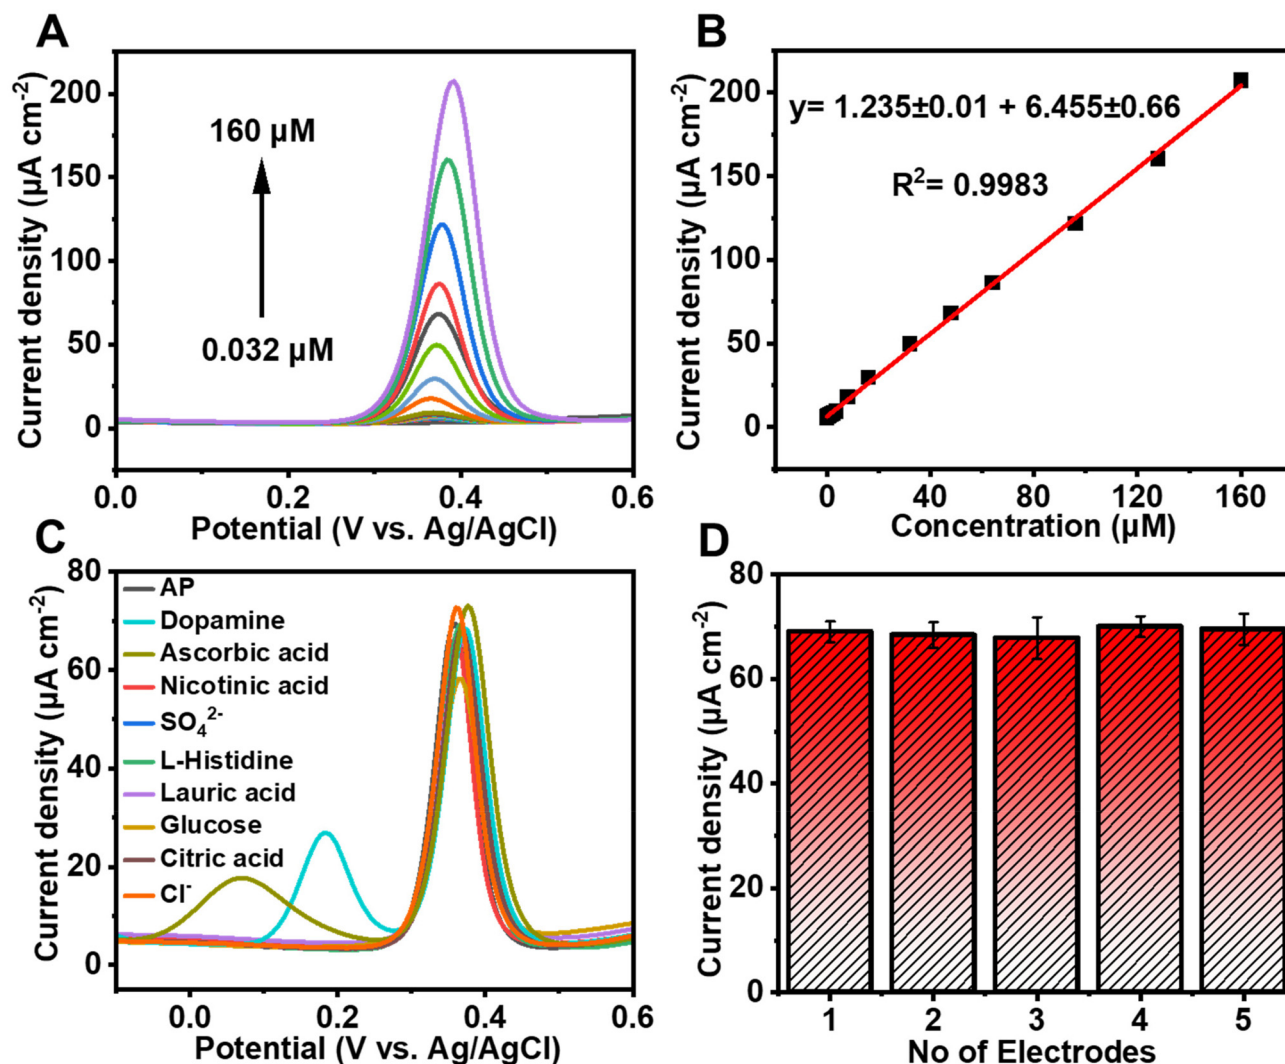 A
Current density (µA cm⁻²)
200
150
100
50
0
160 µM
0.032 µM
0.0
0.2
0.4
0.6
Potential (V vs. Ag/AgCl)
B
Current density (µA cm⁻²)
200
150
100
50
0
y= 1.235±0.01 + 6.455±0.66
R²= 0.9983
0
40
80
120
160
Concentration (µM)
C
Current density (µA cm⁻²)
80
60
40
20
0
AP
Dopamine
Ascorbic acid
Nicotinic acid
SO₄²⁻
L-Histidine
Lauric acid
Glucose
Citric acid
Cl⁻
0.0
0.2
0.4
0.6
Potential (V vs. Ag/AgCl)
D
Current density (µA cm⁻²)
80
60
40
20
0
1
2
3
4
5
No of Electrodes